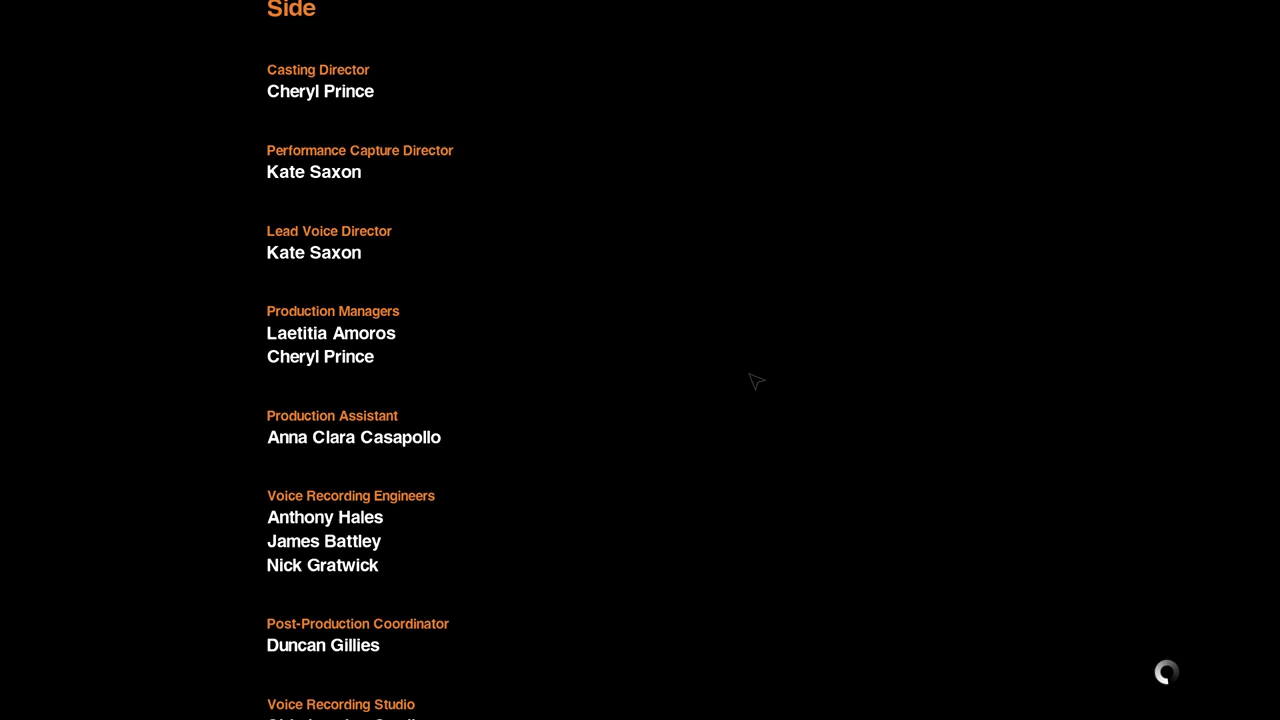 Side
Casting Director
Cheryl Prince
Performance Capture Director
Kate Saxon
Lead Voice Director
Kate Saxon
Production Managers
Laetitia Amoros
Cheryl Prince
Production Assistant
Anna Clara Casapollo
Voice Recording Engineers
Anthony Hales
James Battley
Nick Gratwick
Post-Production Coordinator
Duncan Gillies
Voice Recording Studio